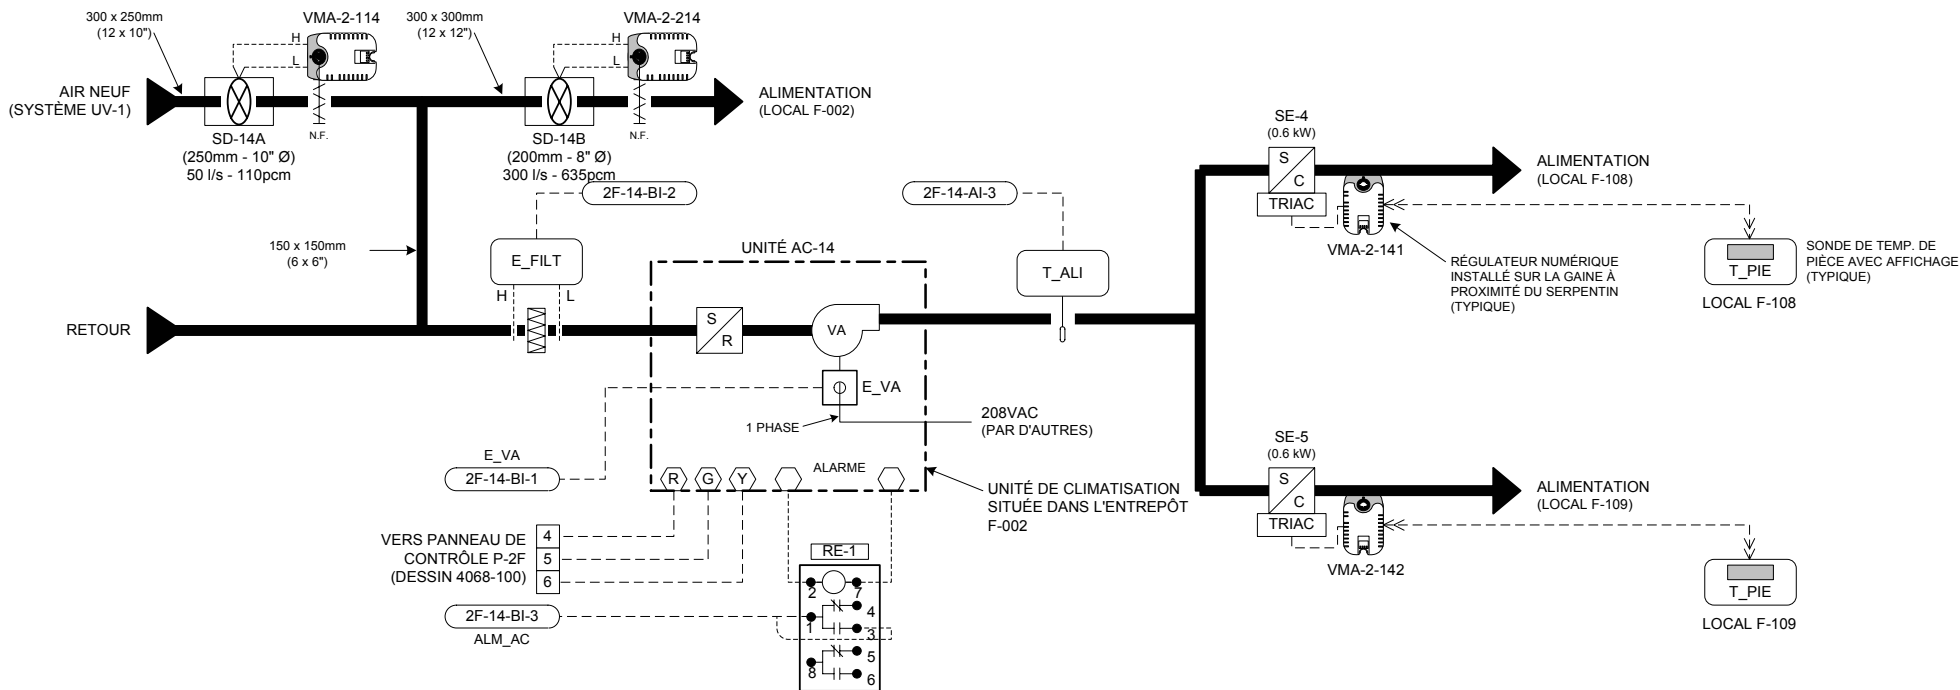 300 x 250mm
(12 x 10")
VMA-2-114
H
L
AIR NEUF
(SYSTÈME UV-1)
SD-14A
(250mm - 10" Ø)
50 l/s - 110pcm
N.F.
300 x 300mm
(12 x 12")
VMA-2-214
H
L
SD-14B
(200mm - 8" Ø)
300 l/s - 635pcm
N.F.
ALIMENTATION
(LOCAL F-002)
150 x 150mm
(6 x 6")
2F-14-BI-2
E_FILT
H
L
RETOUR
UNITÉ AC-14
S
R
VA
E_VA
1 PHASE
208VAC
(PAR D'AUTRES)
2F-14-AI-3
T_ALI
E_VA
2F-14-BI-1
R
G
Y
ALARME
UNITÉ DE CLIMATISATION
SITUÉE DANS L'ENTREPÔT
F-002
VERS PANNEAU DE
CONTRÔLE P-2F
(DESSIN 4068-100)
4
5
6
2F-14-BI-3
ALM_AC
RE-1
2
7
4
1
3
5
8
6
SE-4
(0.6 kW)
S
C
TRIAC
VMA-2-141
ALIMENTATION
(LOCAL F-108)
RÉGULATEUR NUMÉRIQUE
INSTALLÉ SUR LA GAINE À
PROXIMITÉ DU SERPENTIN
(TYPIQUE)
T_PIE
LOCAL F-108
SONDE DE TEMP. DE
PIÈCE AVEC AFFICHAGE
(TYPIQUE)
SE-5
(0.6 kW)
S
C
TRIAC
VMA-2-142
ALIMENTATION
(LOCAL F-109)
T_PIE
LOCAL F-109